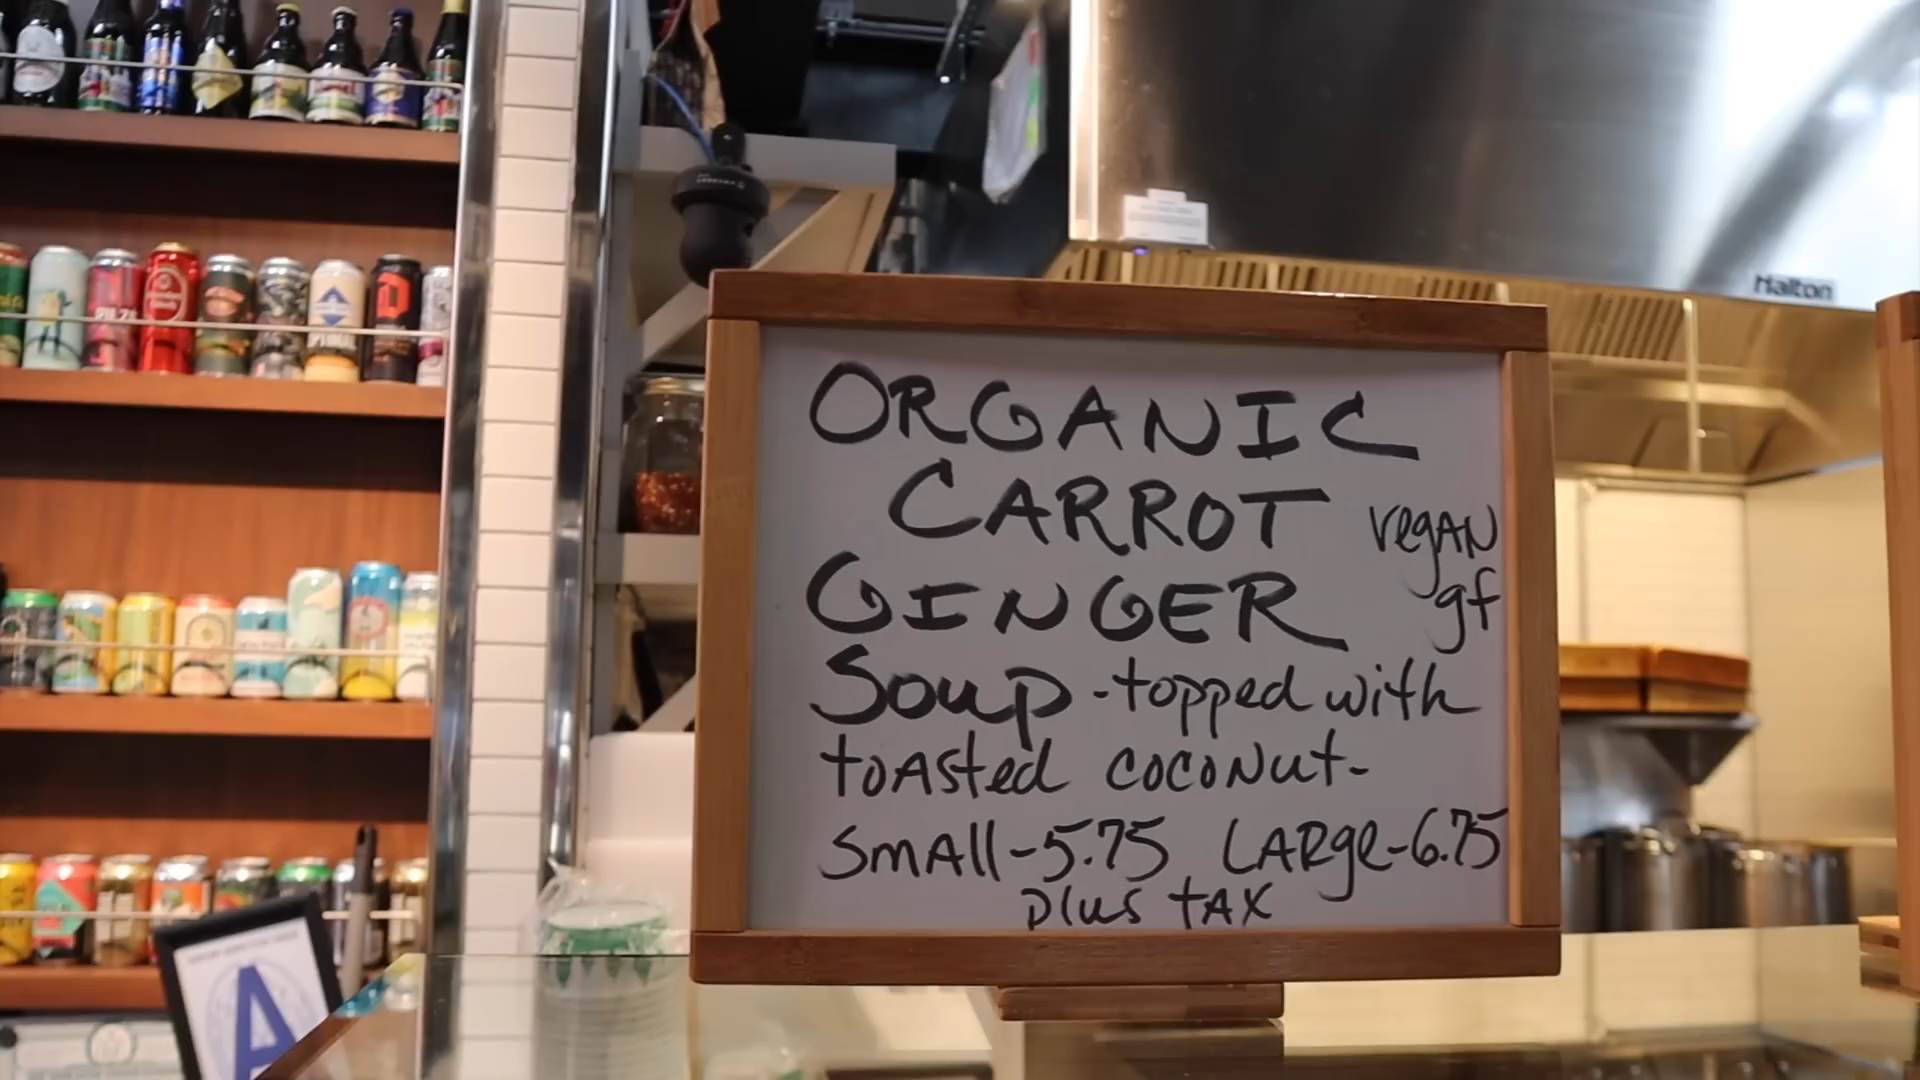 Halton
ORGANIC
CARROT
vegAN
gf
GINGER
Soup -topped with
toAsted cocoNut-
SmAll-5.75 LARge-6.75
plus tAX
A